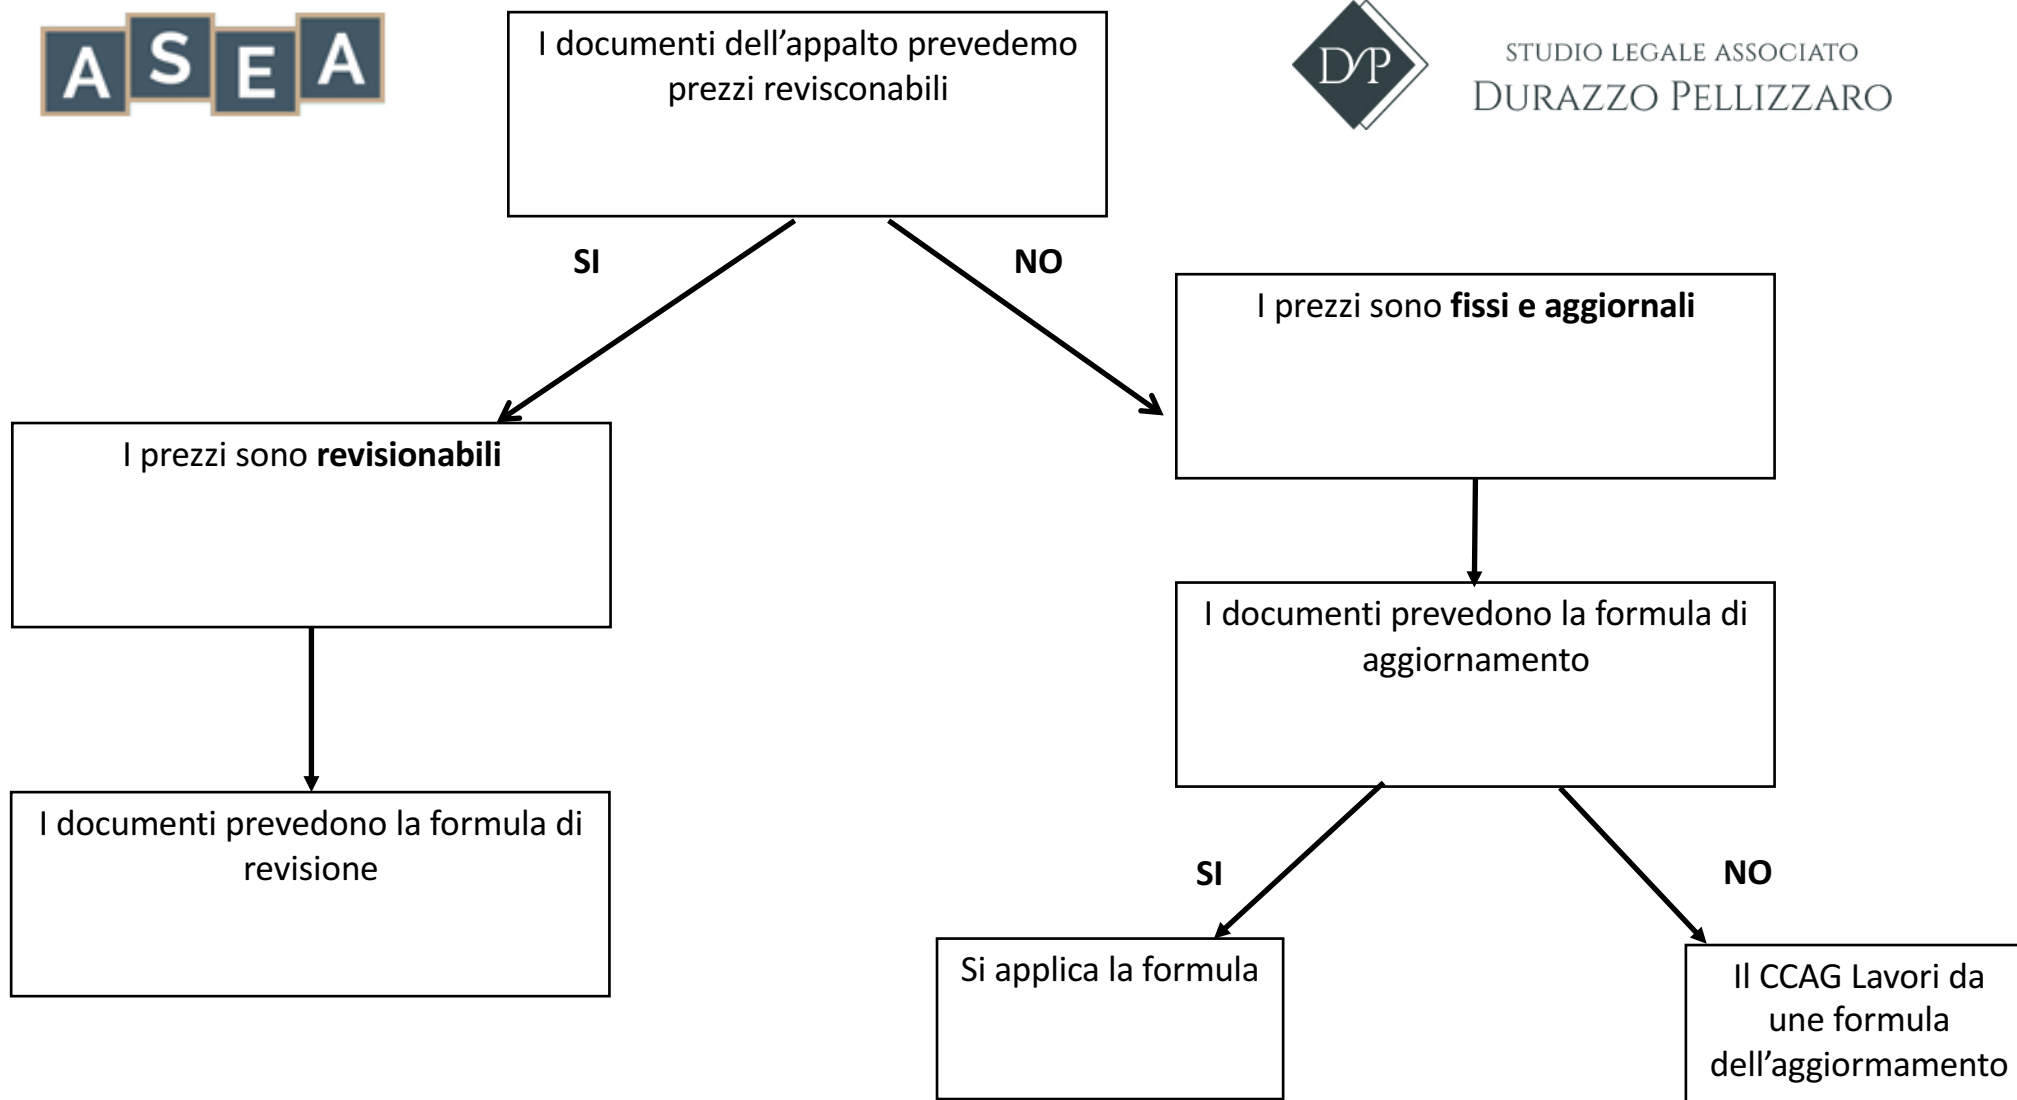 ASEA
I documenti dell'appalto prevedemo
prezzi revisconabili
D/P
STUDIO LEGALE ASSOCIATO
DURAZZO PELLIZZARO
SI
NO
I prezzi sono fissi e aggiornali
I prezzi sono revisionabili
I documenti prevedono la formula di
aggiornamento
I documenti prevedono la formula di
revisione
SI
NO
Si applica la formula
Il CCAG Lavori da
une formula
dell'aggiormamento